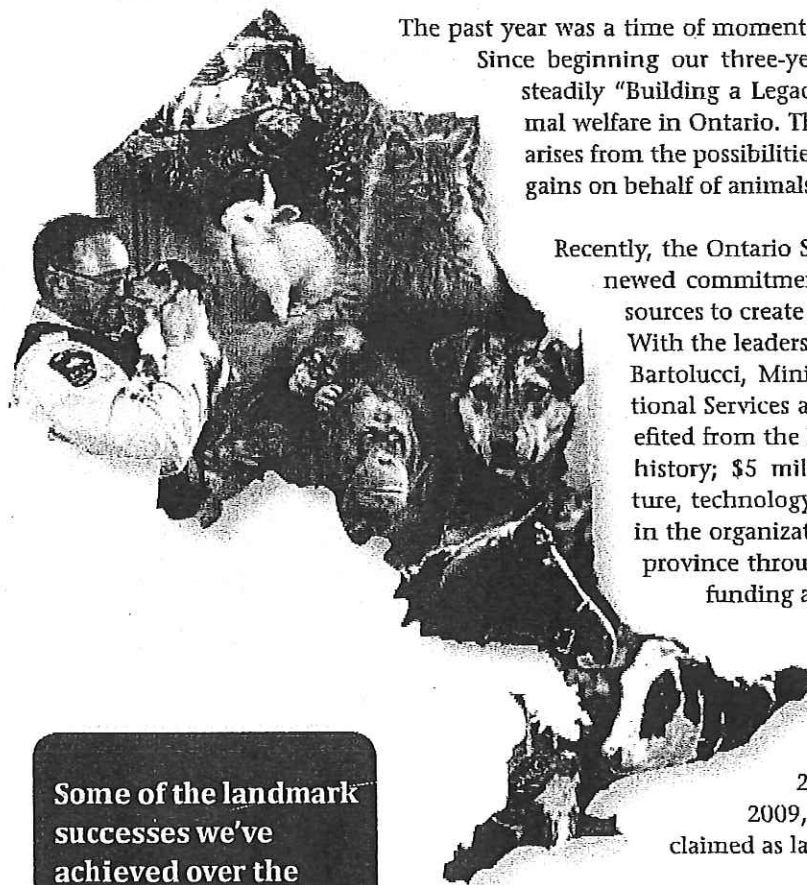 The past year was a time of moment
Since beginning our three-ye
steadily "Building a Legac
mal welfare in Ontario. Th
arises from the possibilitie
gains on behalf of animals
Recently, the Ontario S
newed commitmen
sources to create
With the leaders
Bartolucci, Mini
tional Services a
efited from the
history; $5 mil
ture, technology
in the organizat
province throu
funding a
2
2009,
claimed as la
Some of the landmark
successes we've
achieved over the